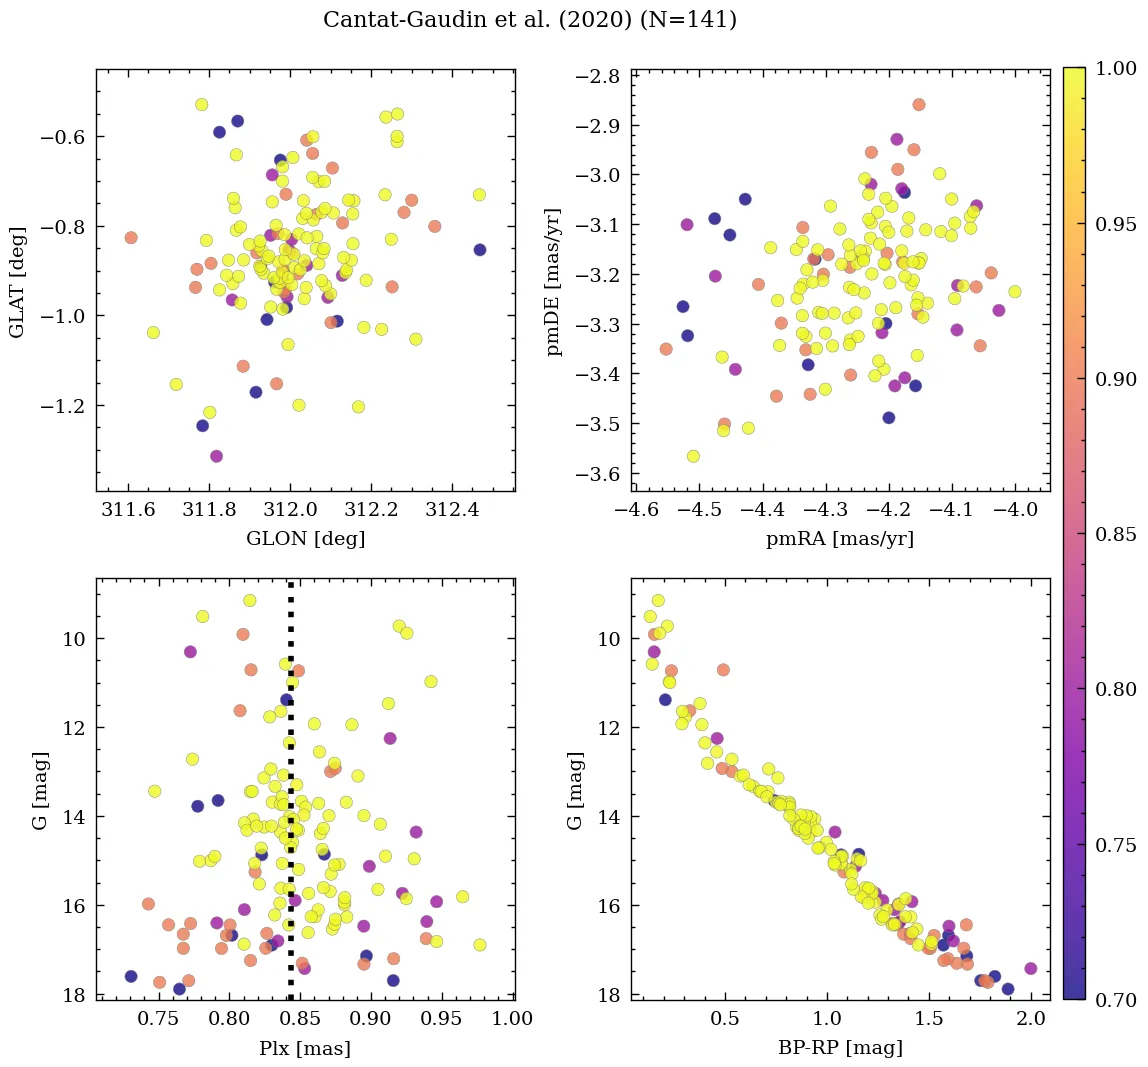 Cantat-Gaudin et al. (2020) (N=141)
−0.6
−0.8
−1.0
−1.2
GLAT [deg]
311.6 311.8 312.0 312.2 312.4
GLON [deg]
−2.8
−2.9
−3.0
−3.1
−3.2
−3.3
−3.4
−3.5
−3.6
pmDE [mas/yr]
−4.6 −4.5 −4.4 −4.3 −4.2 −4.1 −4.0
pmRA [mas/yr]
10
12
14
16
18
G [mag]
0.75 0.80 0.85 0.90 0.95 1.00
Plx [mas]
10
12
14
16
18
G [mag]
0.5 1.0 1.5 2.0
BP-RP [mag]
1.00
0.95
0.90
0.85
0.80
0.75
0.70